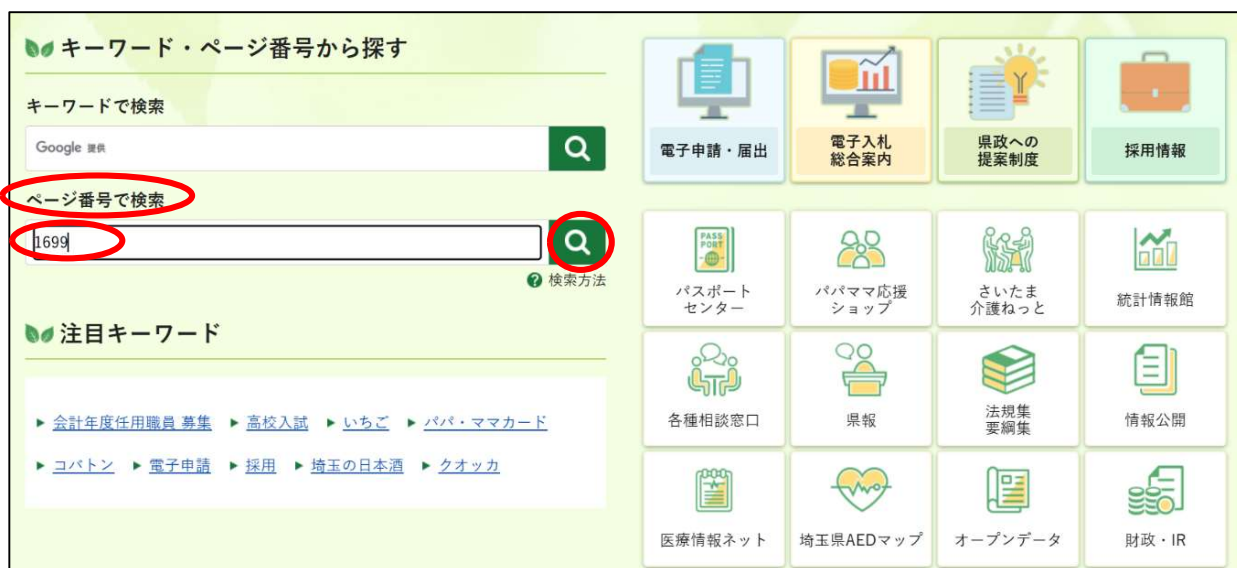 キーワード・ページ番号から探す
キーワードで検索
Google 提供
ページ番号で検索
1699
検索方法
注目キーワード
会計年度任用職員 募集 高校入試 いちご パパ・ママカード
コバトン 電子申請 採用 埼玉の日本酒 クオッカ
電子申請・届出
電子入札
総合案内
県政への
提案制度
採用情報
PASS
PORT
パスポート
センター
パパママ応援
ショップ
さいたま
介護ねっと
統計情報館
各種相談窓口
県報
法規集
要綱集
情報公開
医療情報ネット
埼玉県AEDマップ
オープンデータ
財政・IR